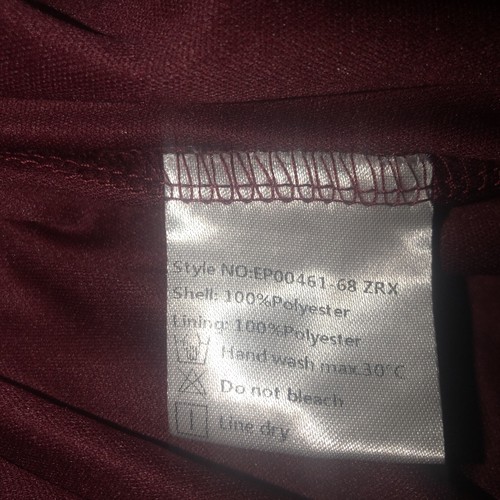 Style NO:EP00461-68 ZRX
Shell: 100%Polyester
Lining: 100%Polyester
Hand wash max 30°C
Do not bleach
Line dry